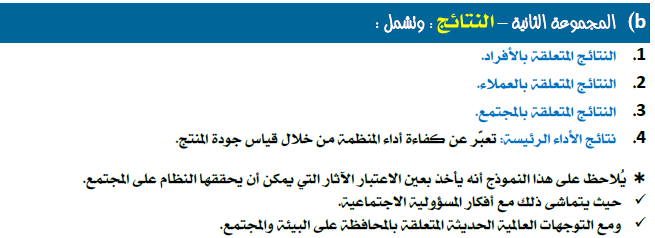 b) المجموعة الثانية – النتائج ، وتشمل :
1. النتائج المتعلقة بالأفراد.
2. النتائج المتعلقة بالعملاء.
3. النتائج المتعلقة بالمجتمع.
4. نتائج الأداء الرئيسة: تعبّر عن كفاءة أداء المنظمة من خلال قياس جودة المنتج.
∗ يُلاحظ على هذا النموذج أنه يأخذ بعين الاعتبار الآثار التي يمكن أن يحققها النظام على المجتمع.
✓ حيث يتماشى ذلك مع أفكار المسؤولية الاجتماعية.
✓ ومع التوجهات العالمية الحديثة المتعلقة بالمحافظة على البيئة والمجتمع.